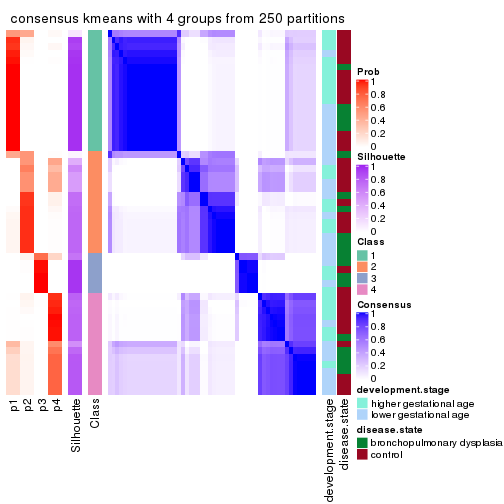 consensus kmeans with 4 groups from 250 partitions
Prob
1
0.8
0.6
0.4
0.2
0
Silhouette
1
0.8
0.6
0.4
0.2
0
Class
1
2
3
4
Consensus
1
0.8
0.6
0.4
0.2
0
development.stage
higher gestational age
lower gestational age
disease.state
bronchopulmonary dysplasia
control
p1
p2
p3
p4
Silhouette
Class
development.stage
disease.state